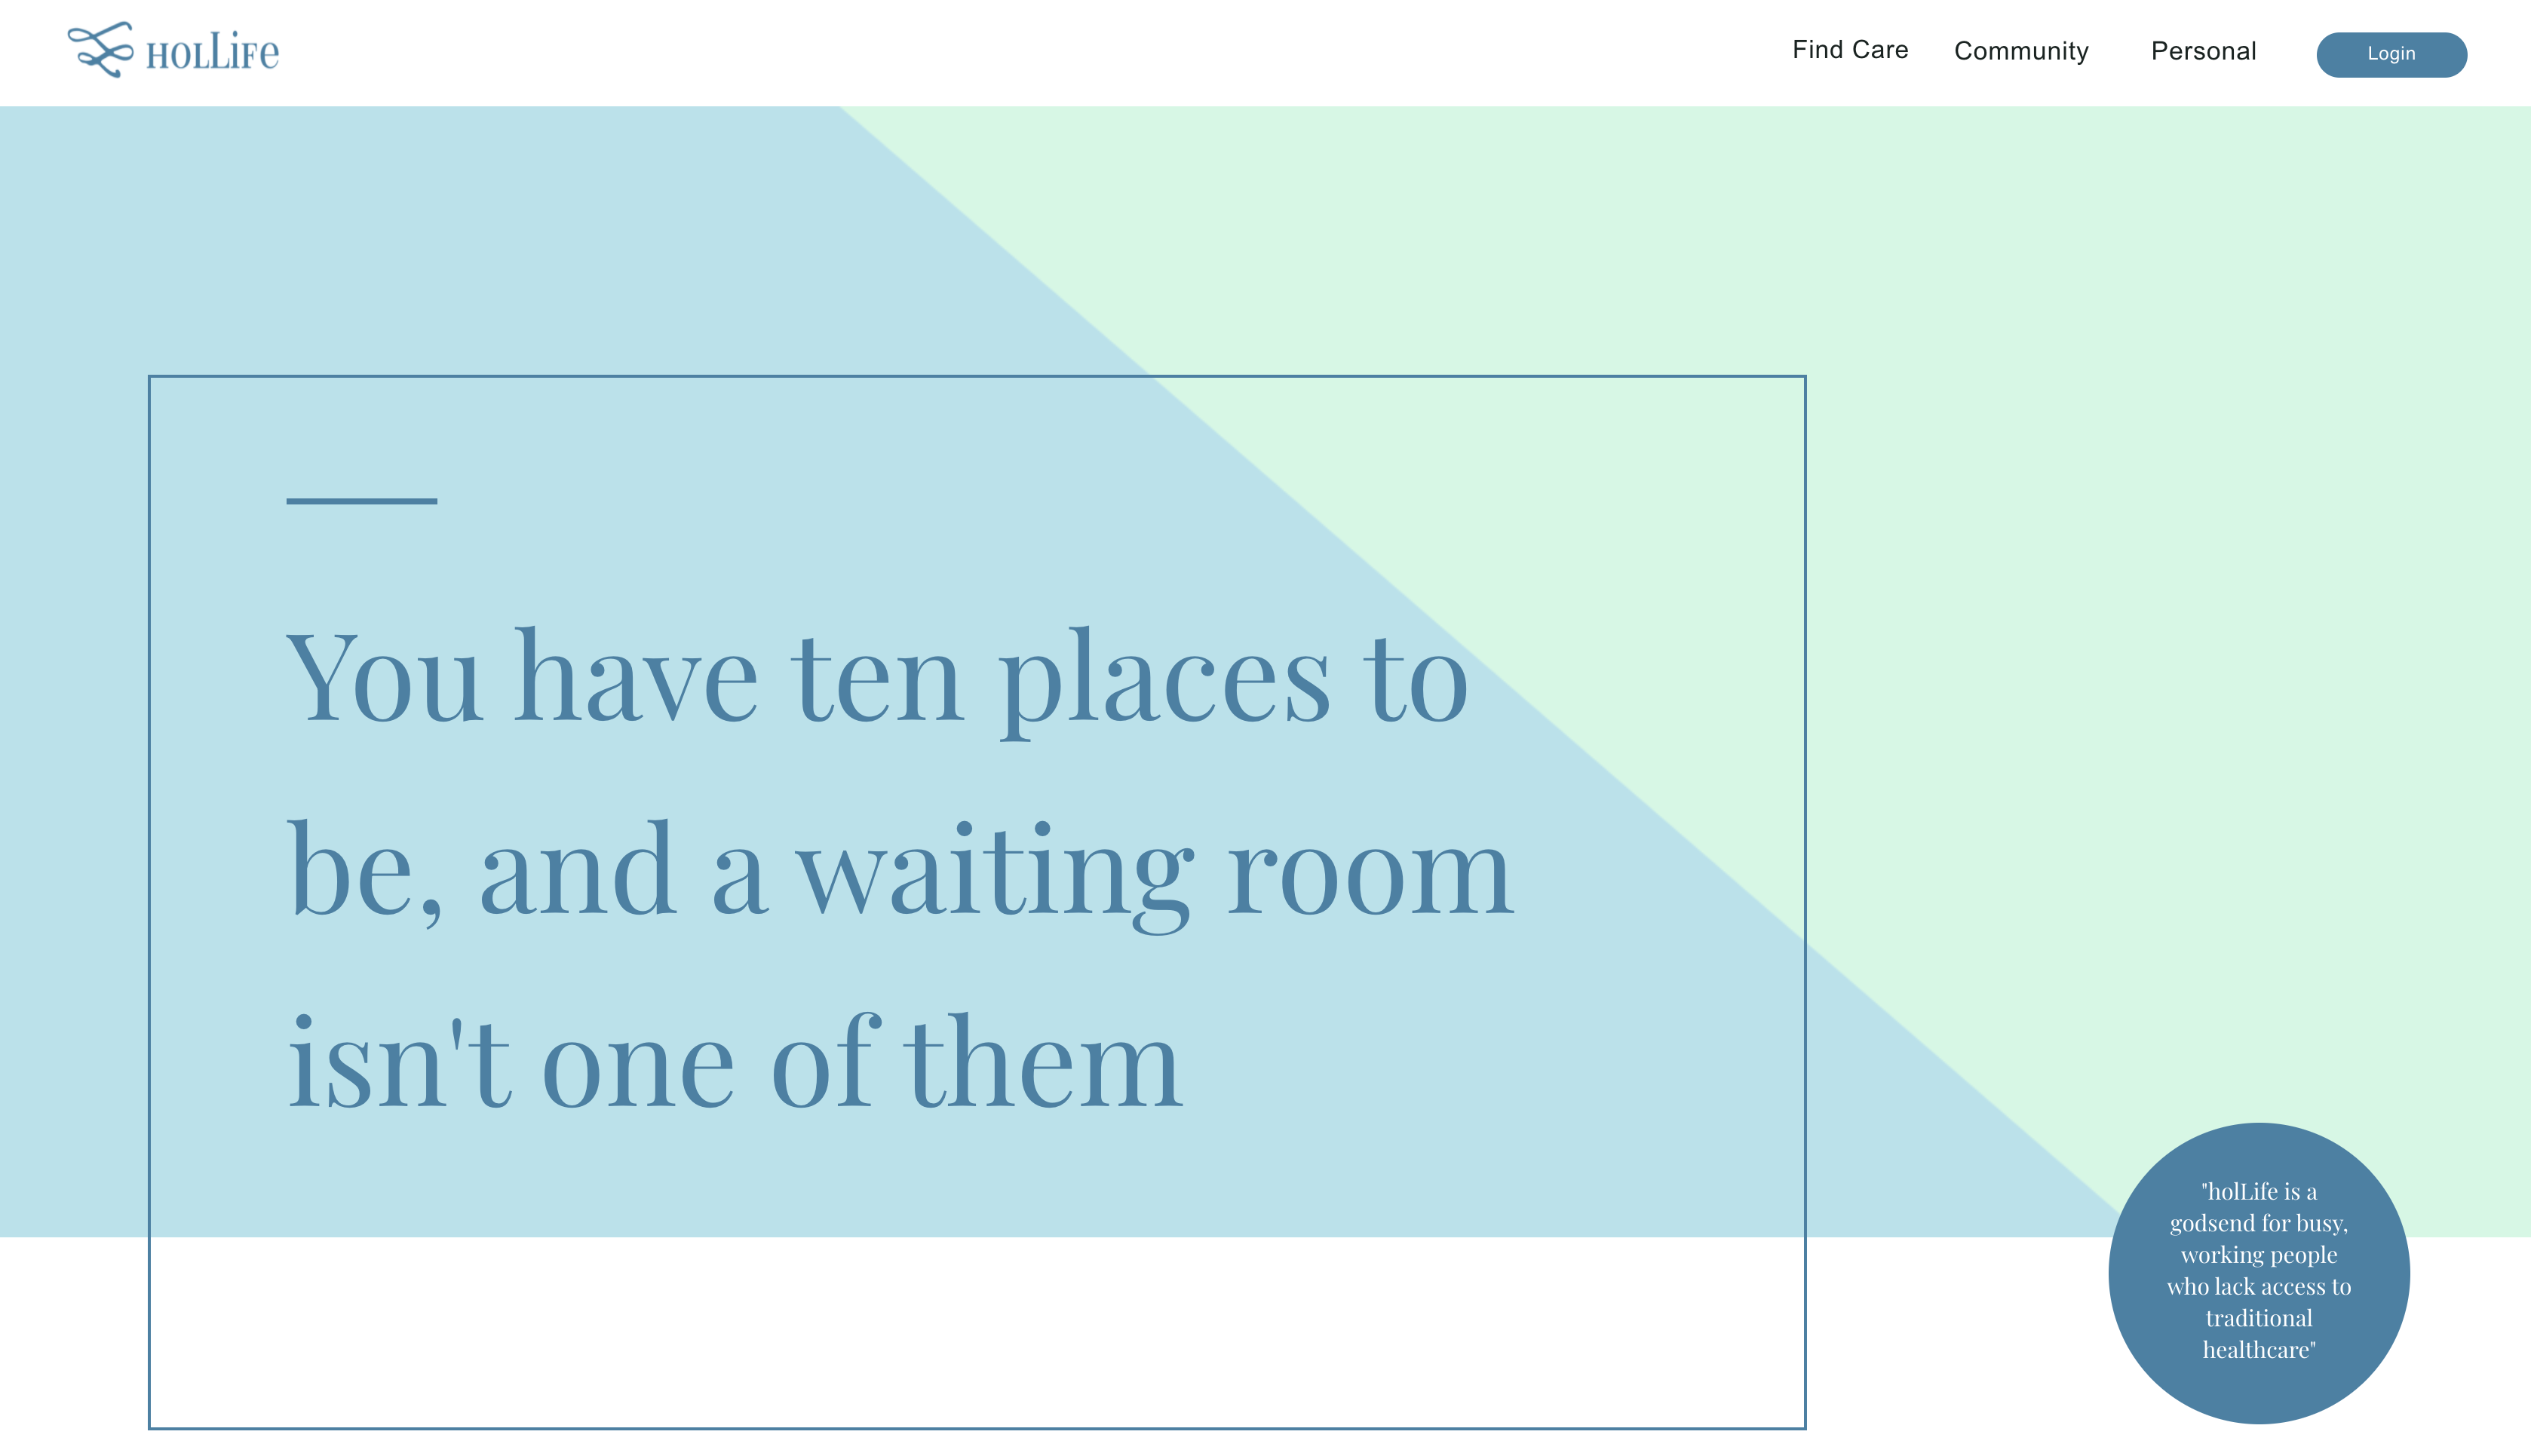 HOLLIFE
Find Care
Community
Personal
Login
You have ten places to
be, and a waiting room
isn't one of them
"holLife is a
godsend for busy,
working people
who lack access to
traditional
healthcare"